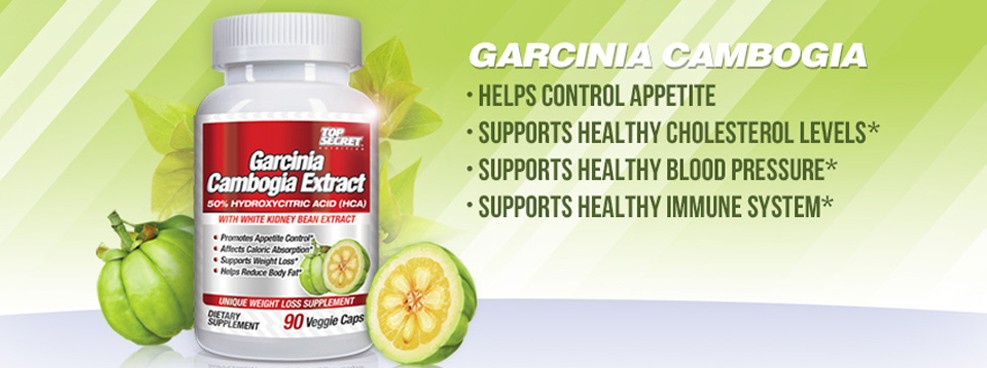 TOP
SECRET
NUTRITION
Garcinia
Cambogia Extract
50% HYDROXYCITRIC ACID (HCA)
WITH WHITE KIDNEY BEAN EXTRACT
• Promotes Appetite Control*
• Affects Caloric Absorption*
• Supports Weight Loss*
• Helps Reduce Body Fat*
UNIQUE WEIGHT LOSS SUPPLEMENT
DIETARY
SUPPLEMENT
90 Veggie Caps
GARCINIA CAMBOGIA
• HELPS CONTROL APPETITE
• SUPPORTS HEALTHY CHOLESTEROL LEVELS*
• SUPPORTS HEALTHY BLOOD PRESSURE*
• SUPPORTS HEALTHY IMMUNE SYSTEM*